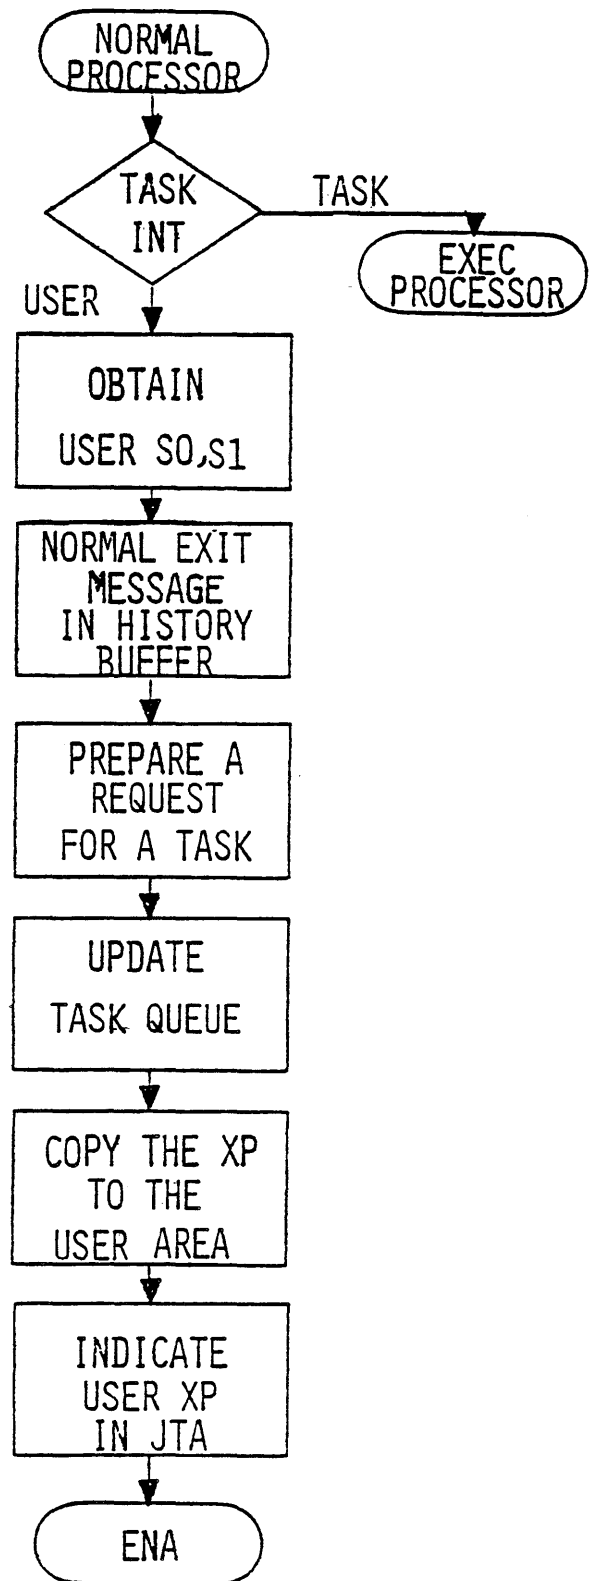 NORMAL
PROCESSOR
TASK
INT
TASK
EXEC
PROCESSOR
USER
OBTAIN
USER SO,S1
NORMAL EXIT
MESSAGE
IN HISTORY
BUFFER
PREPARE A
REQUEST
FOR A TASK
UPDATE
TASK QUEUE
COPY THE XP
TO THE
USER AREA
INDICATE
USER XP
IN JTA
ENA